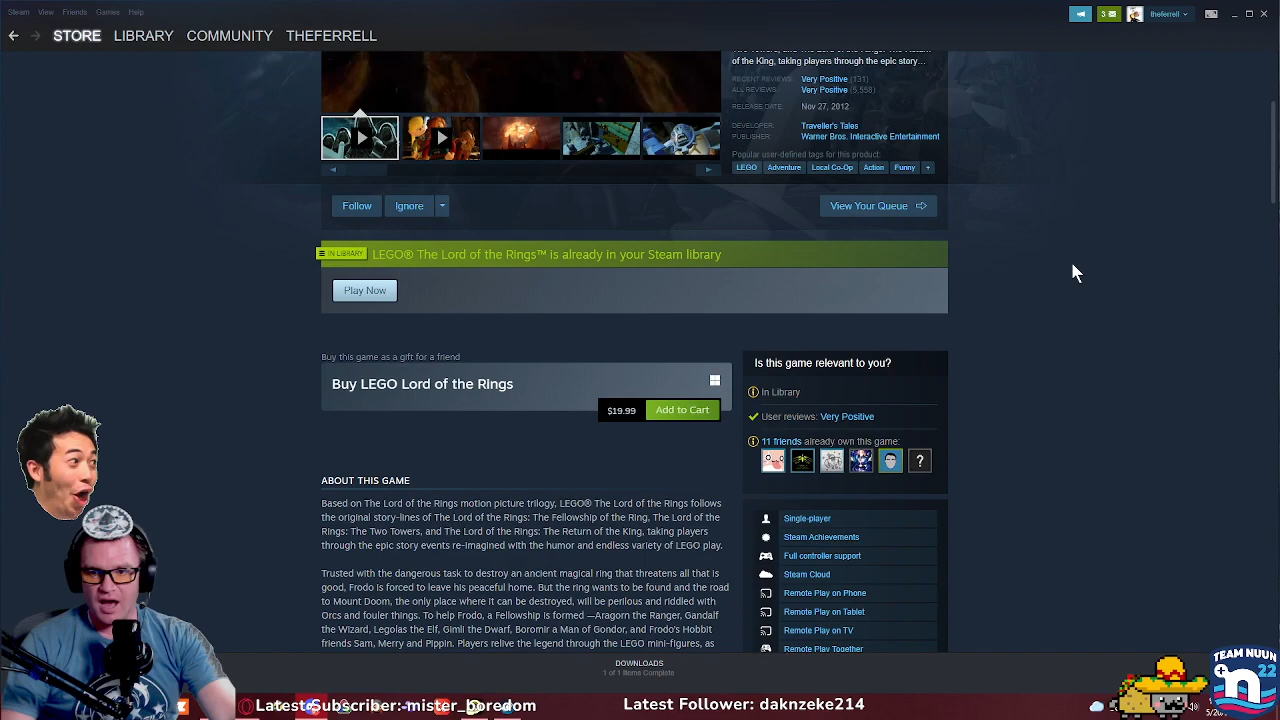 Steam View Friends Games Help
3
theferrell
STORE LIBRARY COMMUNITY THEFERRELL
of the King, taking players through the epic story…
RECENT REVIEWS: Very Positive (131)
ALL REVIEWS: Very Positive (5,558)
RELEASE DATE: Nov 27, 2012
DEVELOPER: Traveller's Tales
PUBLISHER: Warner Bros. Interactive Entertainment
Popular user-defined tags for this product:
LEGO Adventure Local Co-Op Action Funny +
Follow Ignore
View Your Queue
IN LIBRARY LEGO® The Lord of the Rings™ is already in your Steam library
Play Now
Buy this game as a gift for a friend
Buy LEGO Lord of the Rings
$19.99 Add to Cart
Is this game relevant to you?
In Library
User reviews: Very Positive
11 friends already own this game:
?
ABOUT THIS GAME
Based on The Lord of the Rings motion picture trilogy, LEGO® The Lord of the Rings follows
the original story-lines of The Lord of the Rings: The Fellowship of the Ring, The Lord of the
Rings: The Two Towers, and The Lord of the Rings: The Return of the King, taking players
through the epic story events re-imagined with the humor and endless variety of LEGO play.
Trusted with the dangerous task to destroy an ancient magical ring that threatens all that is
good, Frodo is forced to leave his peaceful home. But the ring wants to be found and the road
to Mount Doom, the only place where it can be destroyed, will be perilous and riddled with
Orcs and fouler things. To help Frodo, a Fellowship is formed —Aragorn the Ranger, Gandalf
the Wizard, Legolas the Elf, Gimli the Dwarf, Boromir a Man of Gondor, and Frodo's Hobbit
friends Sam, Merry and Pippin. Players relive the legend through the LEGO mini-figures, as
Single-player
Steam Achievements
Full controller support
Steam Cloud
Remote Play on Phone
Remote Play on Tablet
Remote Play on TV
Remote Play Together
DOWNLOADS
1 of 1 Items Complete
TEAM NUUN
22
n
Latest Subscriber:mister_boredom
Latest Follower: daknzeke214